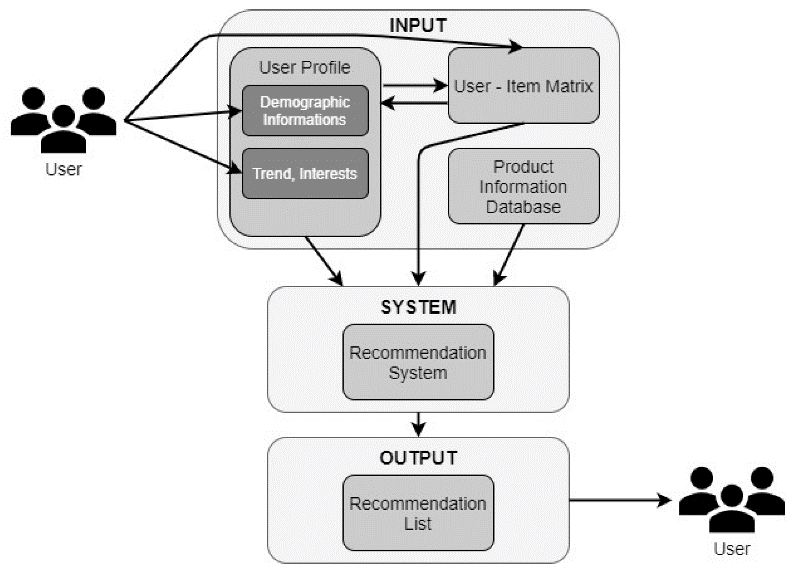 INPUT
User Profile
Demographic
Informations
Trend, Interests
User - Item Matrix
Product
Information
Database
User
SYSTEM
Recommendation
System
OUTPUT
Recommendation
List
User